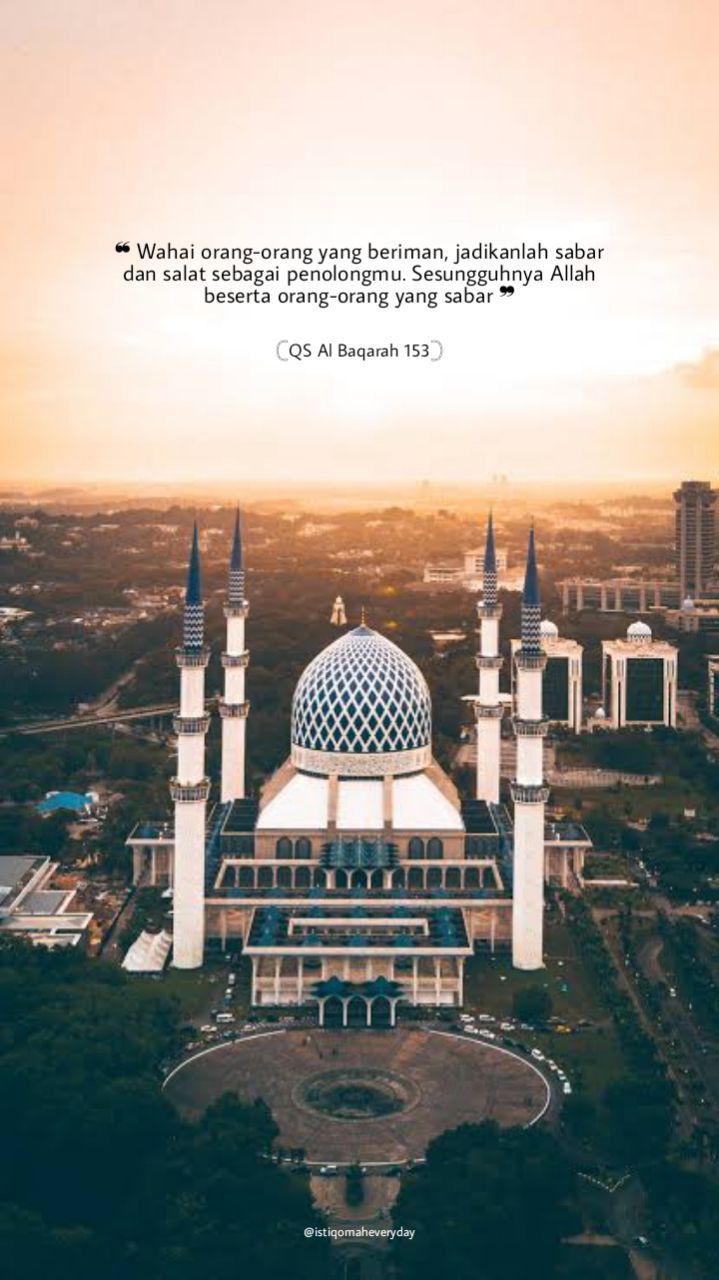 ❝ Wahai orang-orang yang beriman, jadikanlah sabar
dan salat sebagai penolongmu. Sesungguhnya Allah
beserta orang-orang yang sabar ❞
(QS Al Baqarah 153)
@istiqomaheveryday